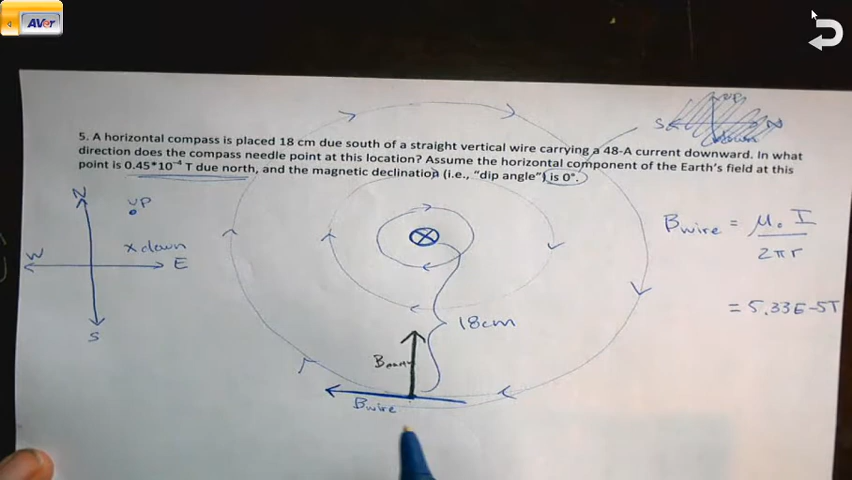 AVer
5. A horizontal compass is placed 18 cm due south of a straight vertical wire carrying a 48-A current downward. In what
direction does the compass needle point at this location? Assume the horizontal component of the Earth's field at this
point is 0.45*10⁻⁴ T due north, and the magnetic declination (i.e., "dip angle") is 0°.
S up N
down
N
up
x down
W
E
S
18cm
B
Bwire
Bwire = μ₀ I
2πr
= 5.33E-5T